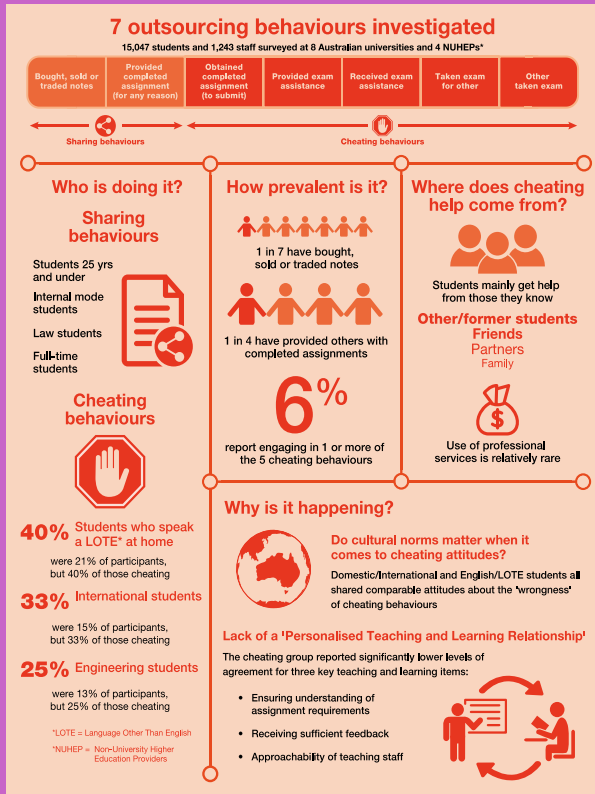 7 outsourcing behaviours investigated
15,047 students and 1,243 staff surveyed at 8 Australian universities and 4 NUHEPs*
Bought, sold or
traded notes
Provided
completed
assignment
(for any reason)
Obtained
completed
assignment
(to submit)
Provided exam
assistance
Received exam
assistance
Taken exam
for other
Other
taken exam
Sharing behaviours
Cheating behaviours
Who is doing it?
Sharing
behaviours
Students 25 yrs
and under
Internal mode
students
Law students
Full-time
students
Cheating
behaviours
40% Students who speak
a LOTE* at home
were 21% of participants,
but 40% of those cheating
33% International students
were 15% of participants,
but 33% of those cheating
25% Engineering students
were 13% of participants,
but 25% of those cheating
*LOTE = Language Other Than English
*NUHEP = Non-University Higher
Education Providers
How prevalent is it?
1 in 7 have bought,
sold or traded notes
1 in 4 have provided others with
completed assignments
6%
report engaging in 1 or more of
the 5 cheating behaviours
Where does cheating
help come from?
Students mainly get help
from those they know
Other/former students
Friends
Partners
Family
$
Use of professional
services is relatively rare
Why is it happening?
Do cultural norms matter when it
comes to cheating attitudes?
Domestic/International and English/LOTE students all
shared comparable attitudes about the 'wrongness'
of cheating behaviours
Lack of a 'Personalised Teaching and Learning Relationship'
The cheating group reported significantly lower levels of
agreement for three key teaching and learning items:
• Ensuring understanding of
assignment requirements
• Receiving sufficient feedback
• Approachability of teaching staff